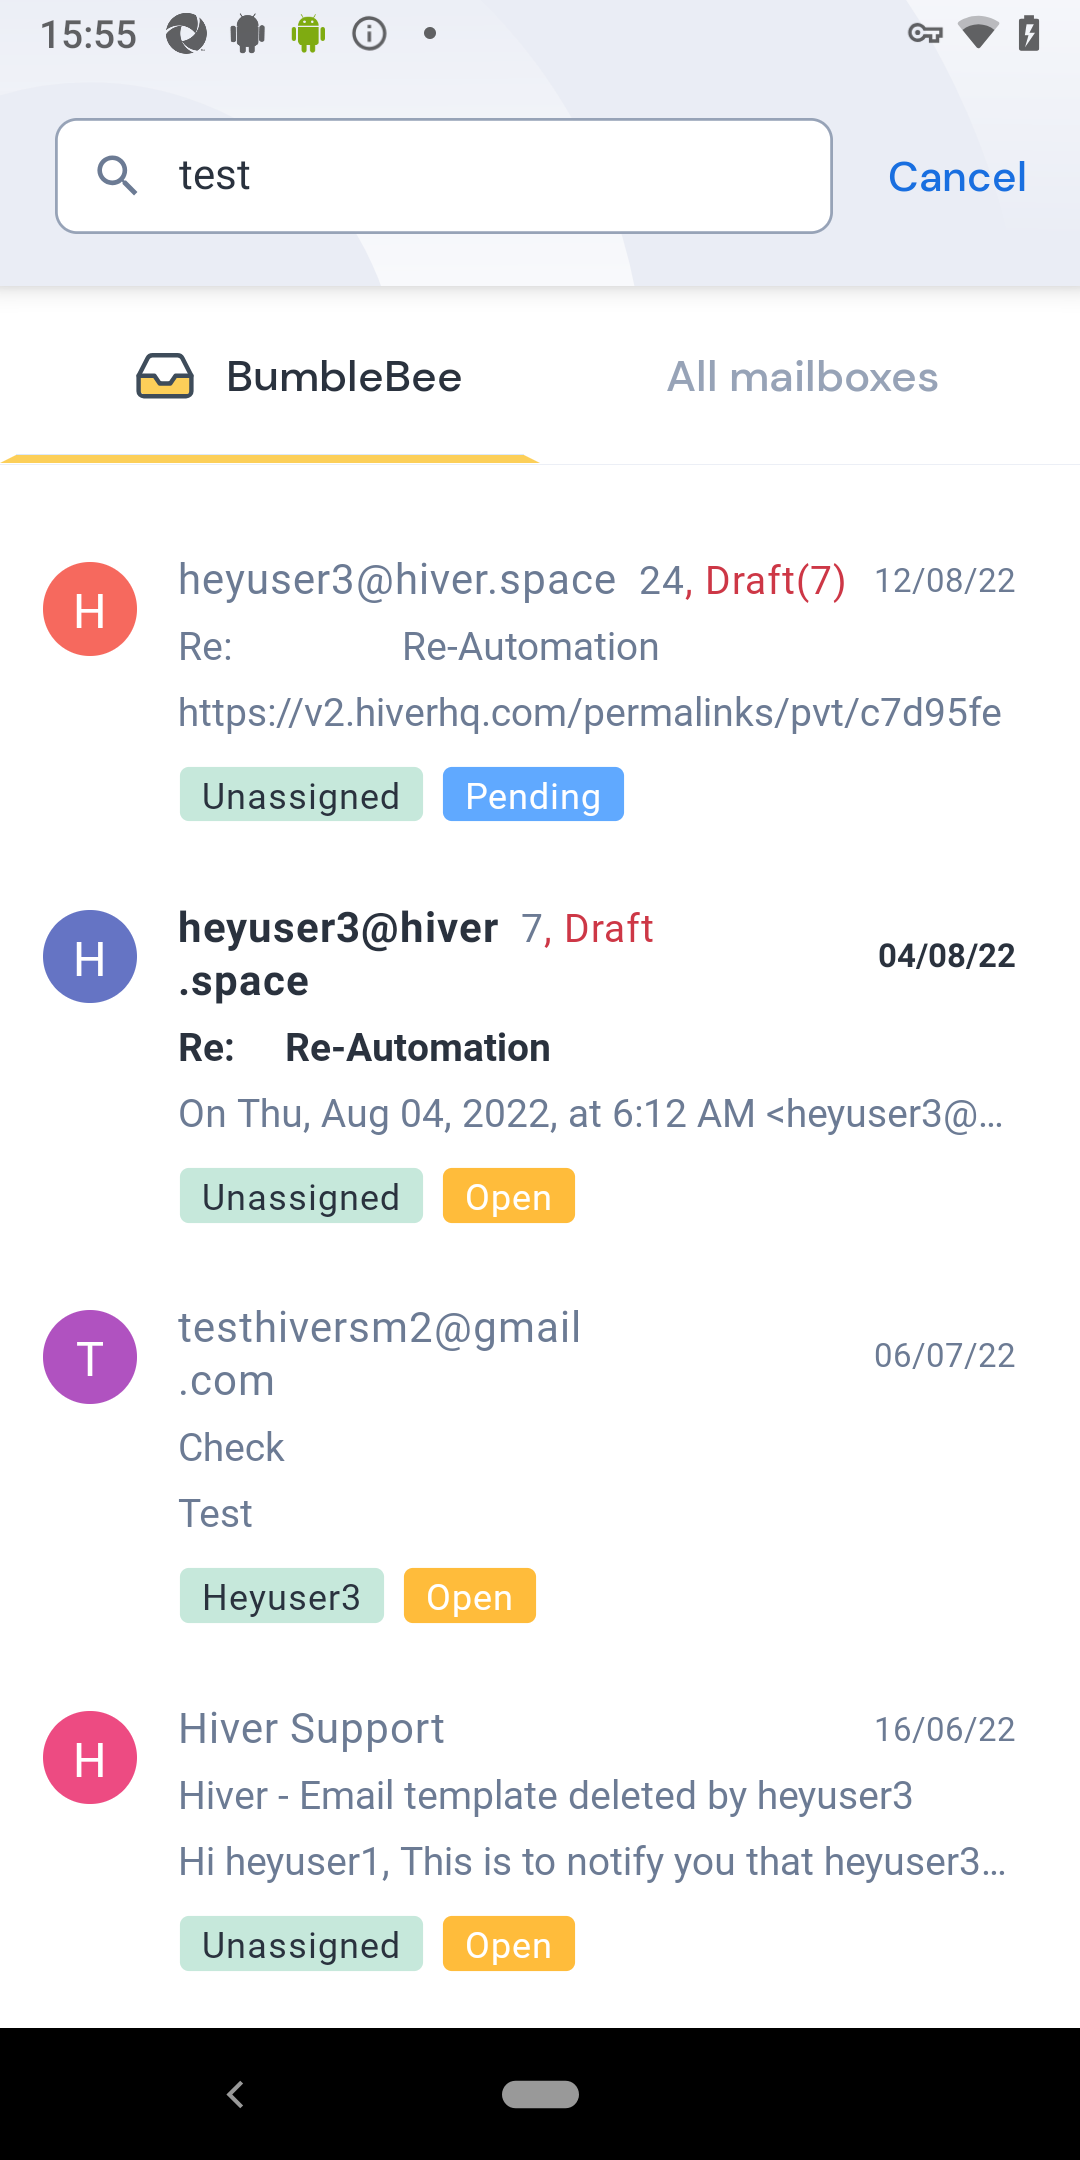 15:55
test
Cancel
BumbleBee
All mailboxes
H
heyuser3@hiver.space 24, Draft(7) 12/08/22
Re: Re-Automation
https://v2.hiverhq.com/permalinks/pvt/c7d95fe
Unassigned Pending
H
heyuser3@hiver 7, Draft
.space
04/08/22
Re: Re-Automation
On Thu, Aug 04, 2022, at 6:12 AM <heyuser3@...
Unassigned Open
T
testhiversm2@gmail
.com
06/07/22
Check
Test
Heyuser3 Open
H
Hiver Support 16/06/22
Hiver - Email template deleted by heyuser3
Hi heyuser1, This is to notify you that heyuser3...
Unassigned Open